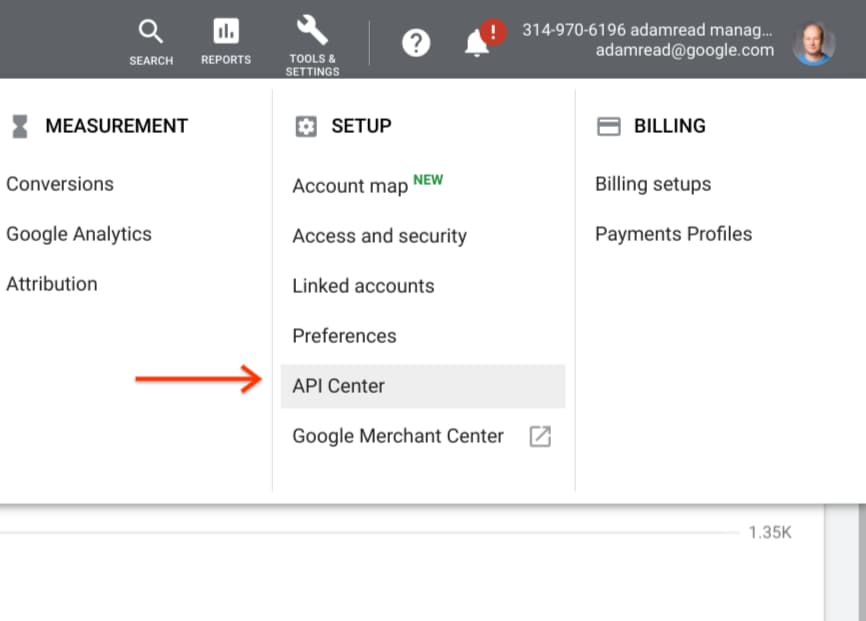 SEARCH
REPORTS
TOOLS &
SETTINGS
?
!
314-970-6196 adamread manag...
adamread@google.com
MEASUREMENT
Conversions
Google Analytics
Attribution
SETUP
Account map NEW
Access and security
Linked accounts
Preferences
API Center
Google Merchant Center
BILLING
Billing setups
Payments Profiles
1.35K